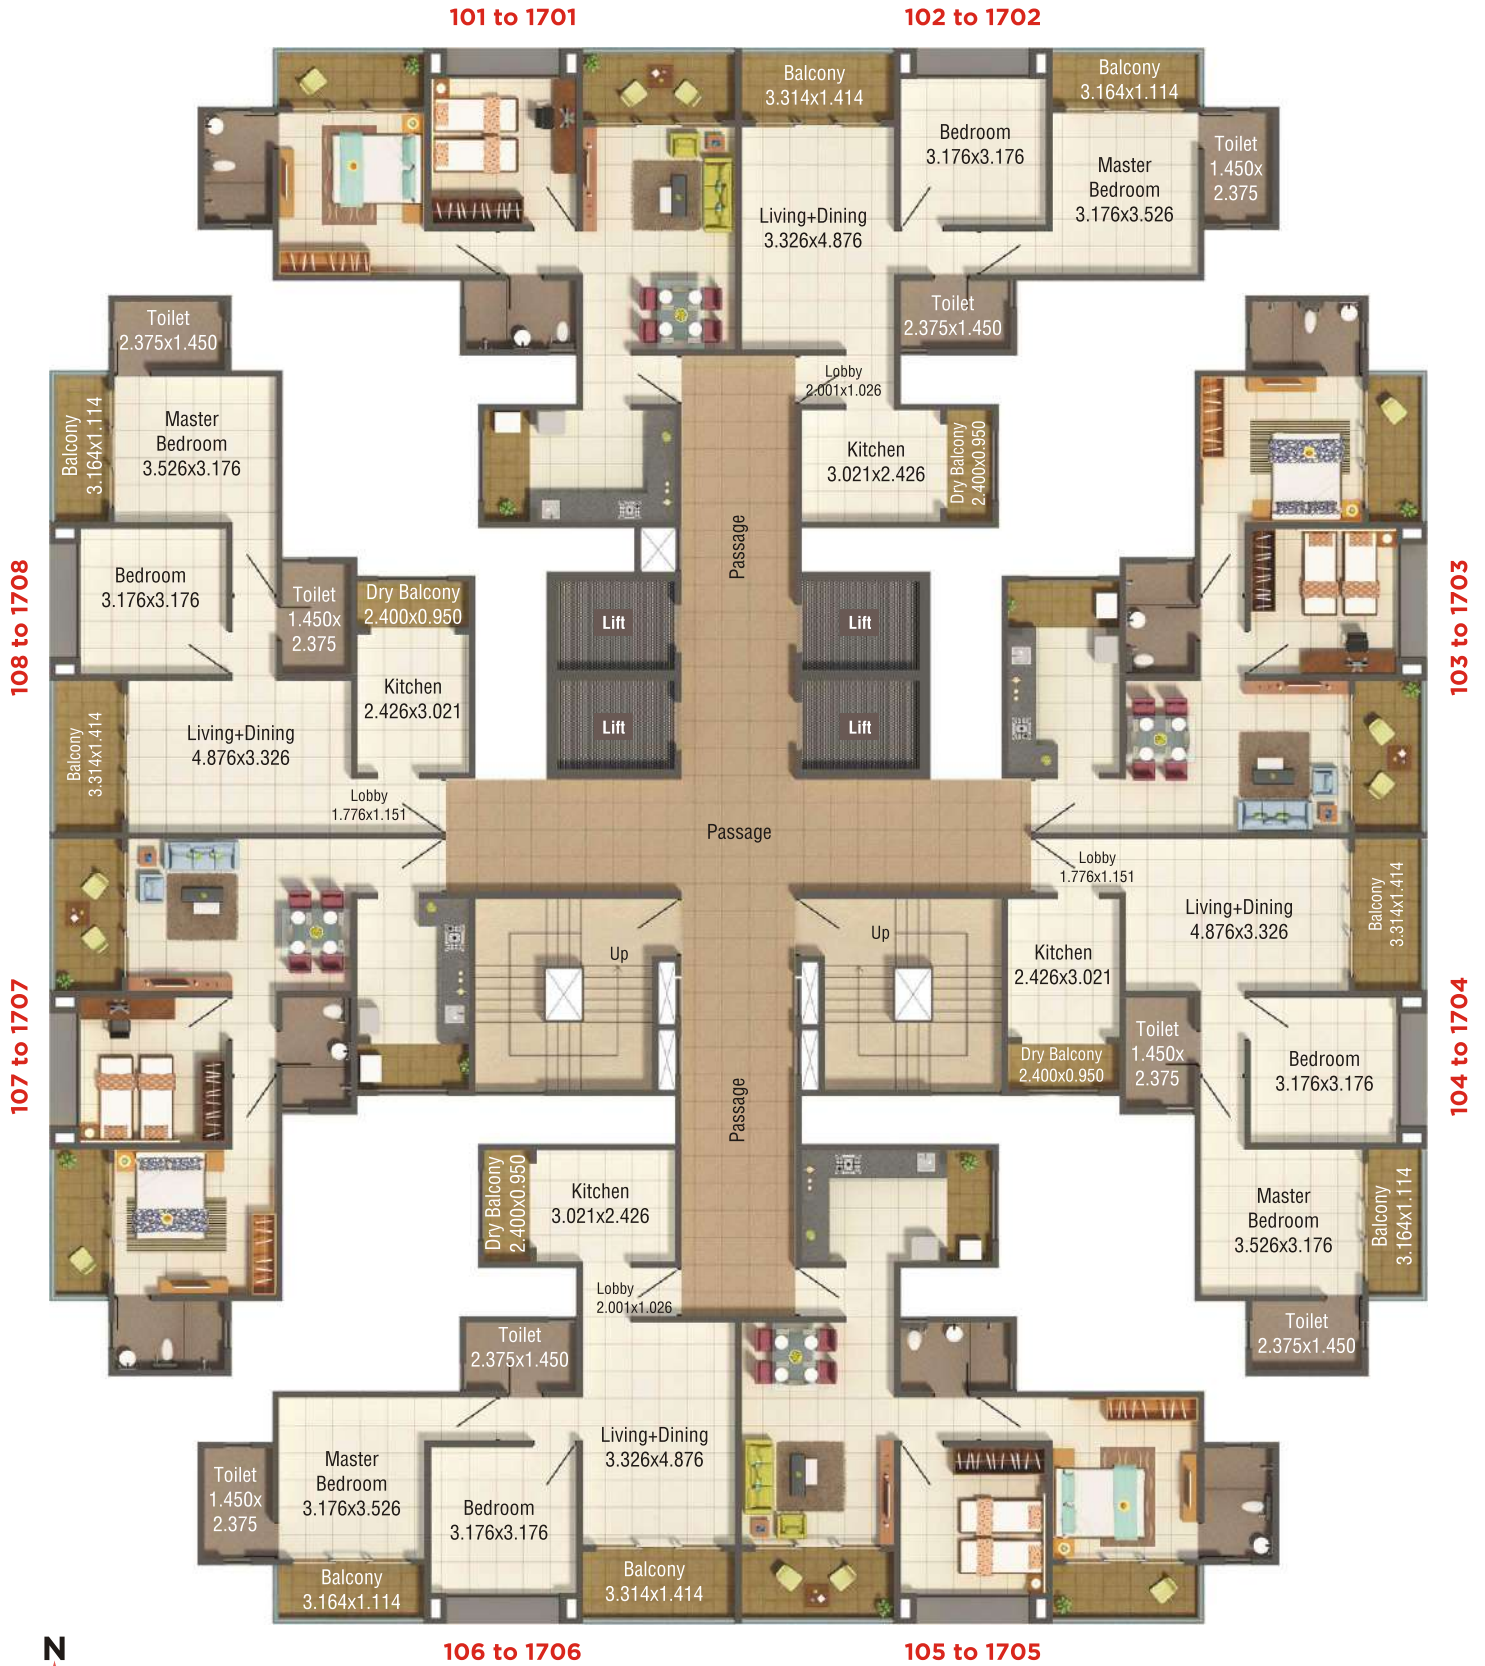 101 to 1701
102 to 1702
Balcony
3.314x1.414
Bedroom
3.176x3.176
Balcony
3.164x1.114
Master
Bedroom
3.176x3.526
Toilet
1.450x
2.375
Living+Dining
3.326x4.876
Toilet
2.375x1.450
Lobby
2.001x1.026
Kitchen
3.021x2.426
Dry Balcony
2.400x0.950
Toilet
2.375x1.450
Balcony
3.164x1.114
Master
Bedroom
3.526x3.176
Bedroom
3.176x3.176
Toilet
1.450x
2.375
Dry Balcony
2.400x0.950
Kitchen
2.426x3.021
Living+Dining
4.876x3.326
Balcony
3.314x1.414
Lobby
1.776x1.151
108 to 1708
Passage
Lift
Lift
Lift
Lift
103 to 1703
Passage
Lobby
1.776x1.151
Living+Dining
4.876x3.326
Balcony
3.314x1.414
Kitchen
2.426x3.021
Dry Balcony
2.400x0.950
Toilet
1.450x
2.375
Bedroom
3.176x3.176
Master
Bedroom
3.526x3.176
Balcony
3.164x1.114
Toilet
2.375x1.450
104 to 1704
107 to 1707
Up
Up
Passage
Dry Balcony
2.400x0.950
Kitchen
3.021x2.426
Lobby
2.001x1.026
Toilet
2.375x1.450
Living+Dining
3.326x4.876
Master
Bedroom
3.176x3.526
Toilet
1.450x
2.375
Bedroom
3.176x3.176
Balcony
3.164x1.114
Balcony
3.314x1.414
N
106 to 1706
105 to 1705